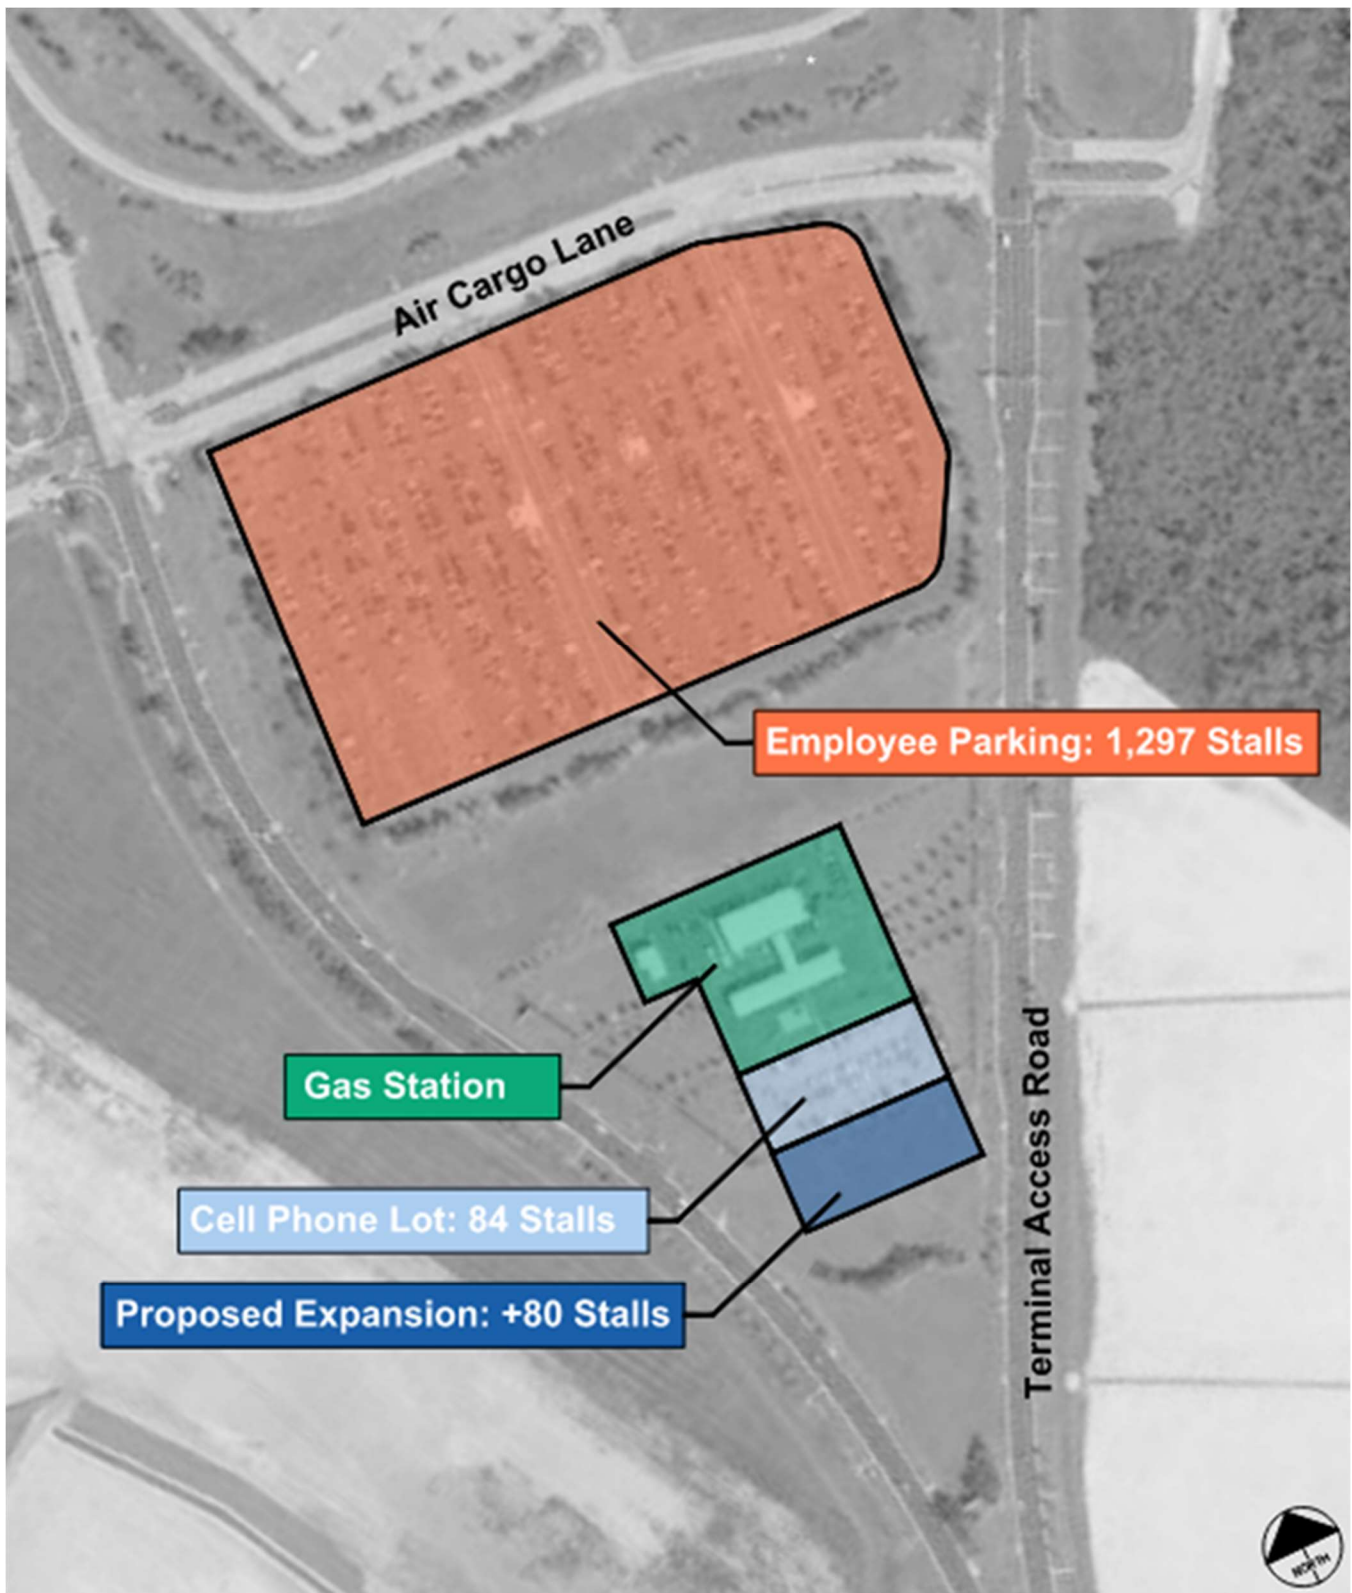 Air Cargo Lane
Employee Parking: 1,297 Stalls
Gas Station
Cell Phone Lot: 84 Stalls
Proposed Expansion: +80 Stalls
Terminal Access Road
NORTH